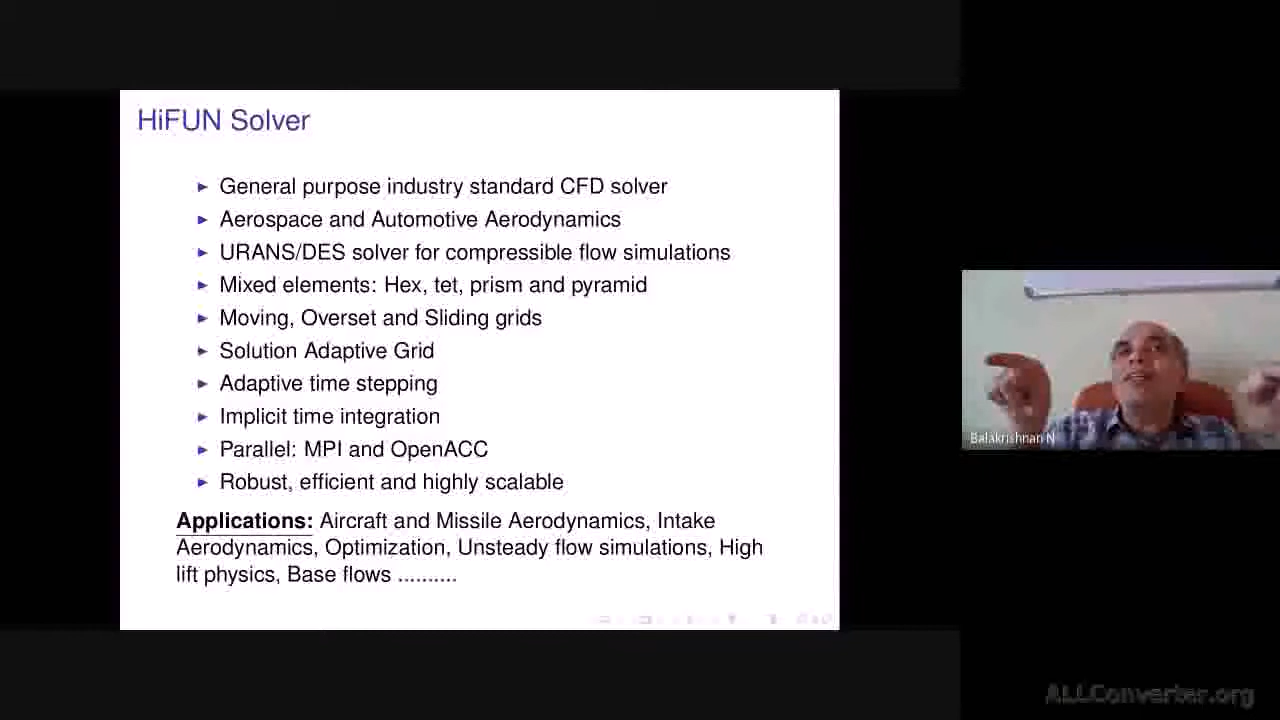 HiFUN Solver
General purpose industry standard CFD solver
Aerospace and Automotive Aerodynamics
URANS/DES solver for compressible flow simulations
Mixed elements: Hex, tet, prism and pyramid
Moving, Overset and Sliding grids
Solution Adaptive Grid
Adaptive time stepping
Implicit time integration
Parallel: MPI and OpenACC
Robust, efficient and highly scalable
Applications: Aircraft and Missile Aerodynamics, Intake
Aerodynamics, Optimization, Unsteady flow simulations, High
lift physics, Base flows ..........
Balakrishnan N
ALLConverter.org